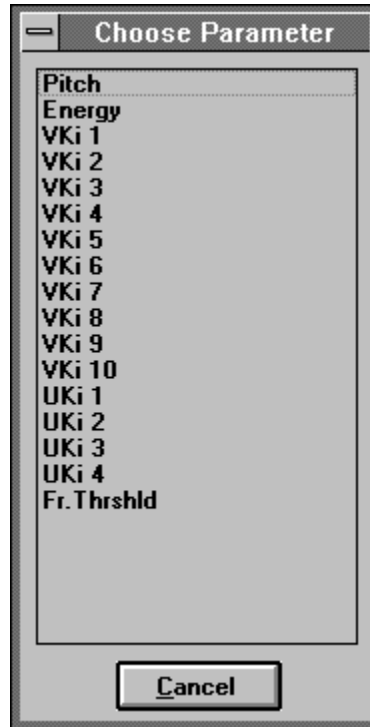 Choose Parameter
Pitch
Energy
VKi 1
VKi 2
VKi 3
VKi 4
VKi 5
VKi 6
VKi 7
VKi 8
VKi 9
VKi 10
UKi 1
UKi 2
UKi 3
UKi 4
Fr.Thrshld
Cancel